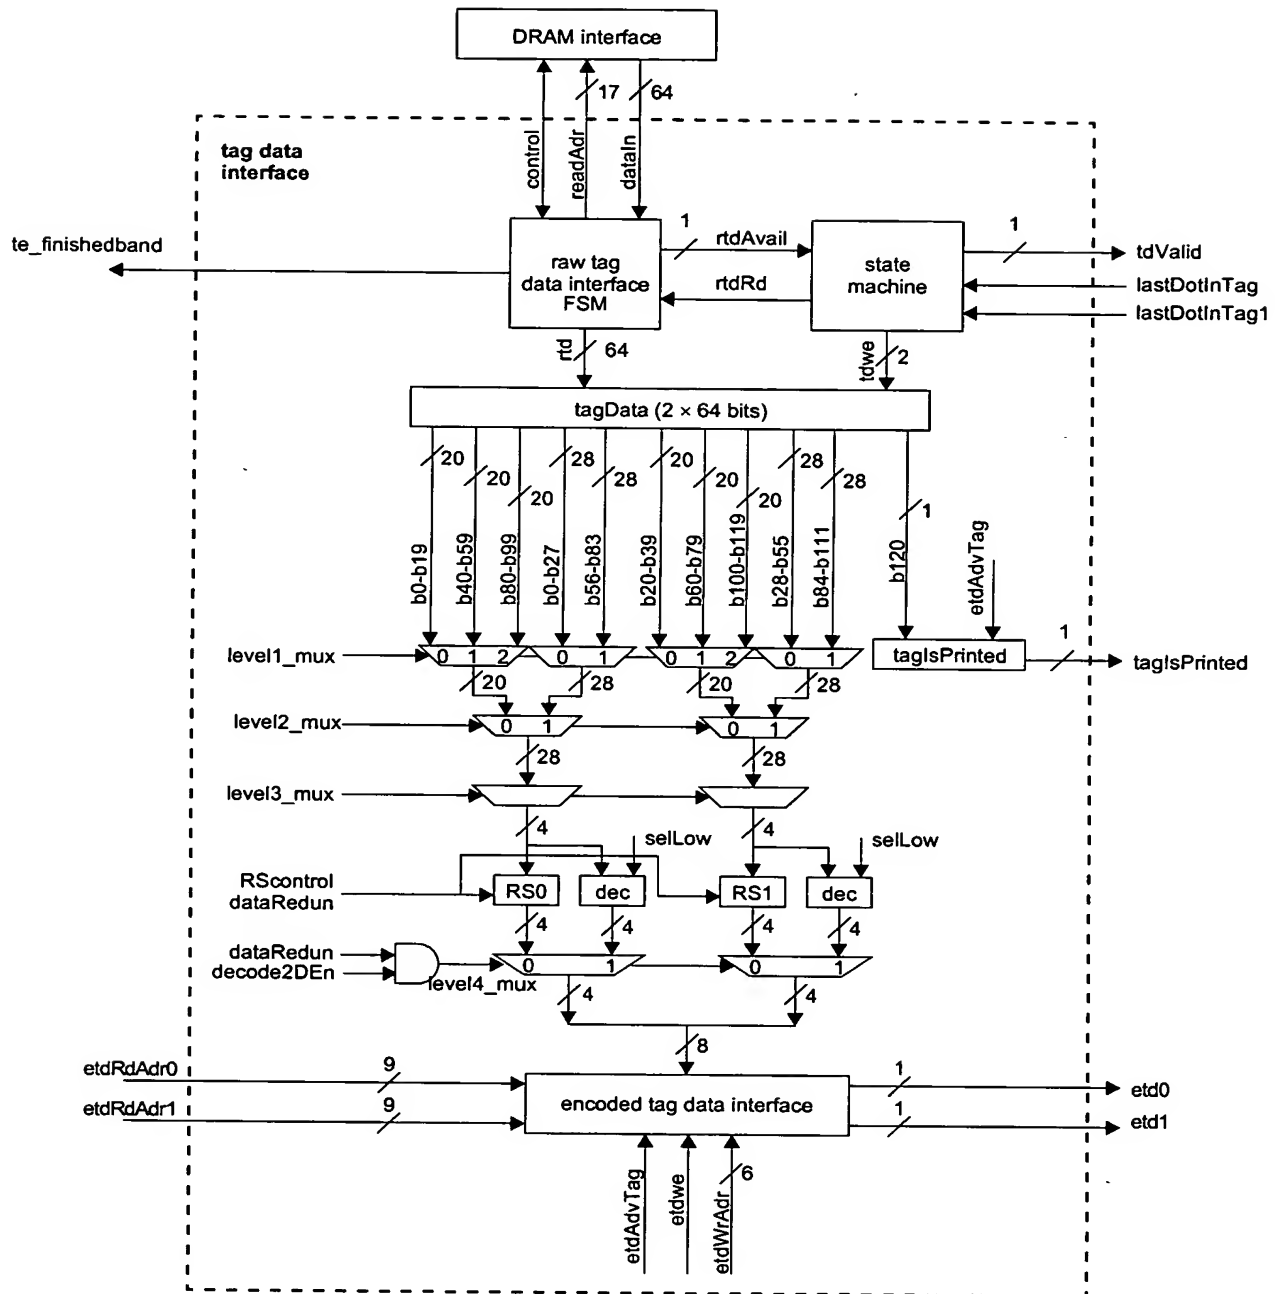 DRAM interface
17
64
control
readAdr
dataIn
tag data
interface
te_finishedband
raw tag
data interface
FSM
1
rtdAvail
rtdRd
state
machine
1
tdValid
lastDotInTag
lastDotInTag1
rtd
64
tdwe
2
tagData (2 × 64 bits)
20
20
20
28
28
20
20
20
28
28
1
b0-b19
b40-b59
b80-b99
b0-b27
b56-b83
b20-b39
b60-b79
b100-b119
b28-b55
b84-b111
b120
etdAdvTag
level1_mux
0 1 2
0 1
0 1 2
0 1
tagIsPrinted
1
tagIsPrinted
20
28
20
28
level2_mux
0 1
0 1
28
28
level3_mux
4
4
selLow
selLow
RScontrol
dataRedun
RS0
dec
RS1
dec
4
4
4
4
dataRedun
decode2DEn
level4_mux
0 1
0 1
4
4
8
etdRdAdr0
9
etdRdAdr1
9
encoded tag data interface
1
etd0
1
etd1
etdAdvTag
etdwe
etdWrAdr
6